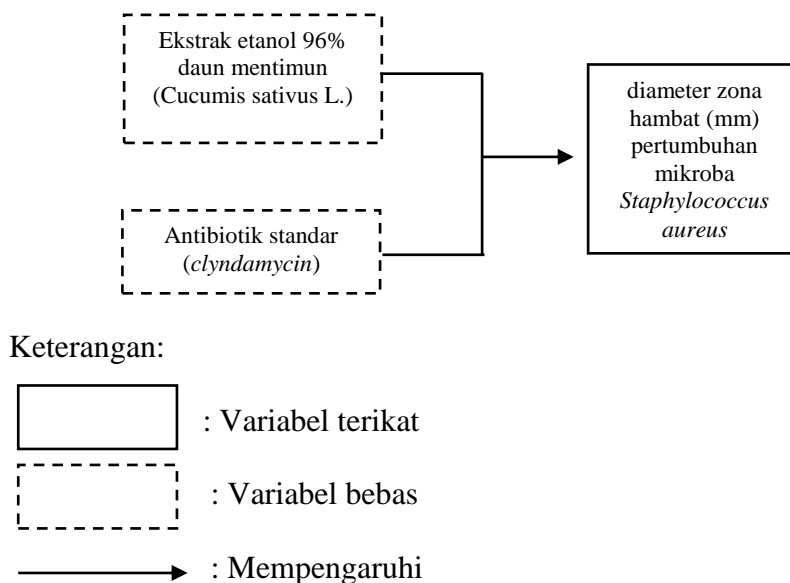 Ekstrak etanol 96%
daun mentimun
(Cucumis sativus L.)
Antibiotik standar
(clyndamycin)
diameter zona
hambat (mm)
pertumbuhan
mikroba
Staphylococcus
aureus
Keterangan:
: Variabel terikat
: Variabel bebas
: Mempengaruhi